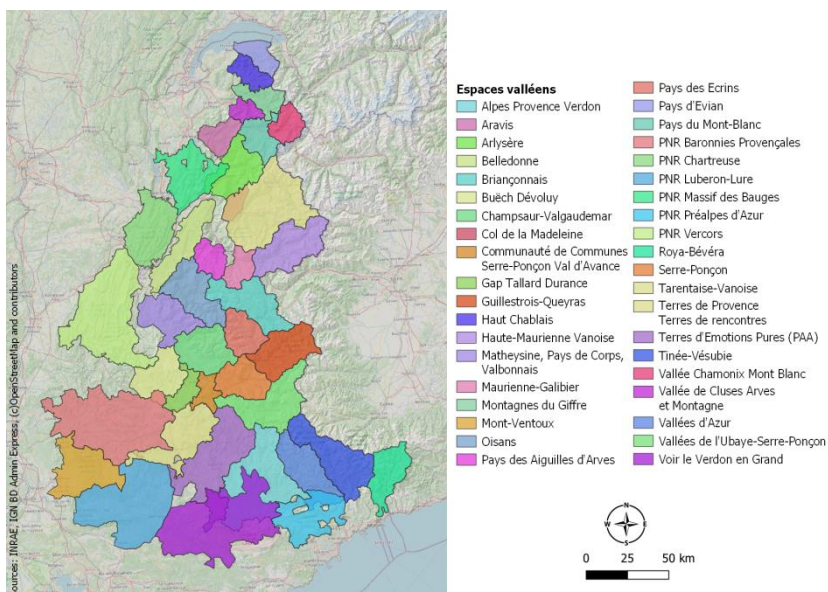 ources: INRAE, IGN BD Admin Express, (c)OpenStreetMap and contributors
Espaces valléens
Alpes Provence Verdon
Aravis
Arlysère
Belledonne
Briançonnais
Buëch Dévoluy
Champsaur-Valgaudemar
Col de la Madeleine
Communauté de Communes
Serre-Ponçon Val d'Avance
Gap Tallard Durance
Guillestrois-Queyras
Haut Chablais
Haute-Maurienne Vanoise
Matheysine, Pays de Corps,
Valbonnais
Maurienne-Galibier
Montagnes du Giffre
Mont-Ventoux
Oisans
Pays des Aiguilles d'Arves
Pays des Ecrins
Pays d'Evian
Pays du Mont-Blanc
PNR Baronnies Provençales
PNR Chartreuse
PNR Luberon-Lure
PNR Massif des Bauges
PNR Préalpes d'Azur
PNR Vercors
Roya-Bévéra
Serre-Ponçon
Tarentaise-Vanoise
Terres de Provence
Terres de rencontres
Terres d'Emotions Pures (PAA)
Tinée-Vésubie
Vallée Chamonix Mont Blanc
Vallée de Cluses Arves
et Montagne
Vallées d'Azur
Vallées de l'Ubaye-Serre-Ponçon
Voir le Verdon en Grand
N
W E
S
0 25 50 km